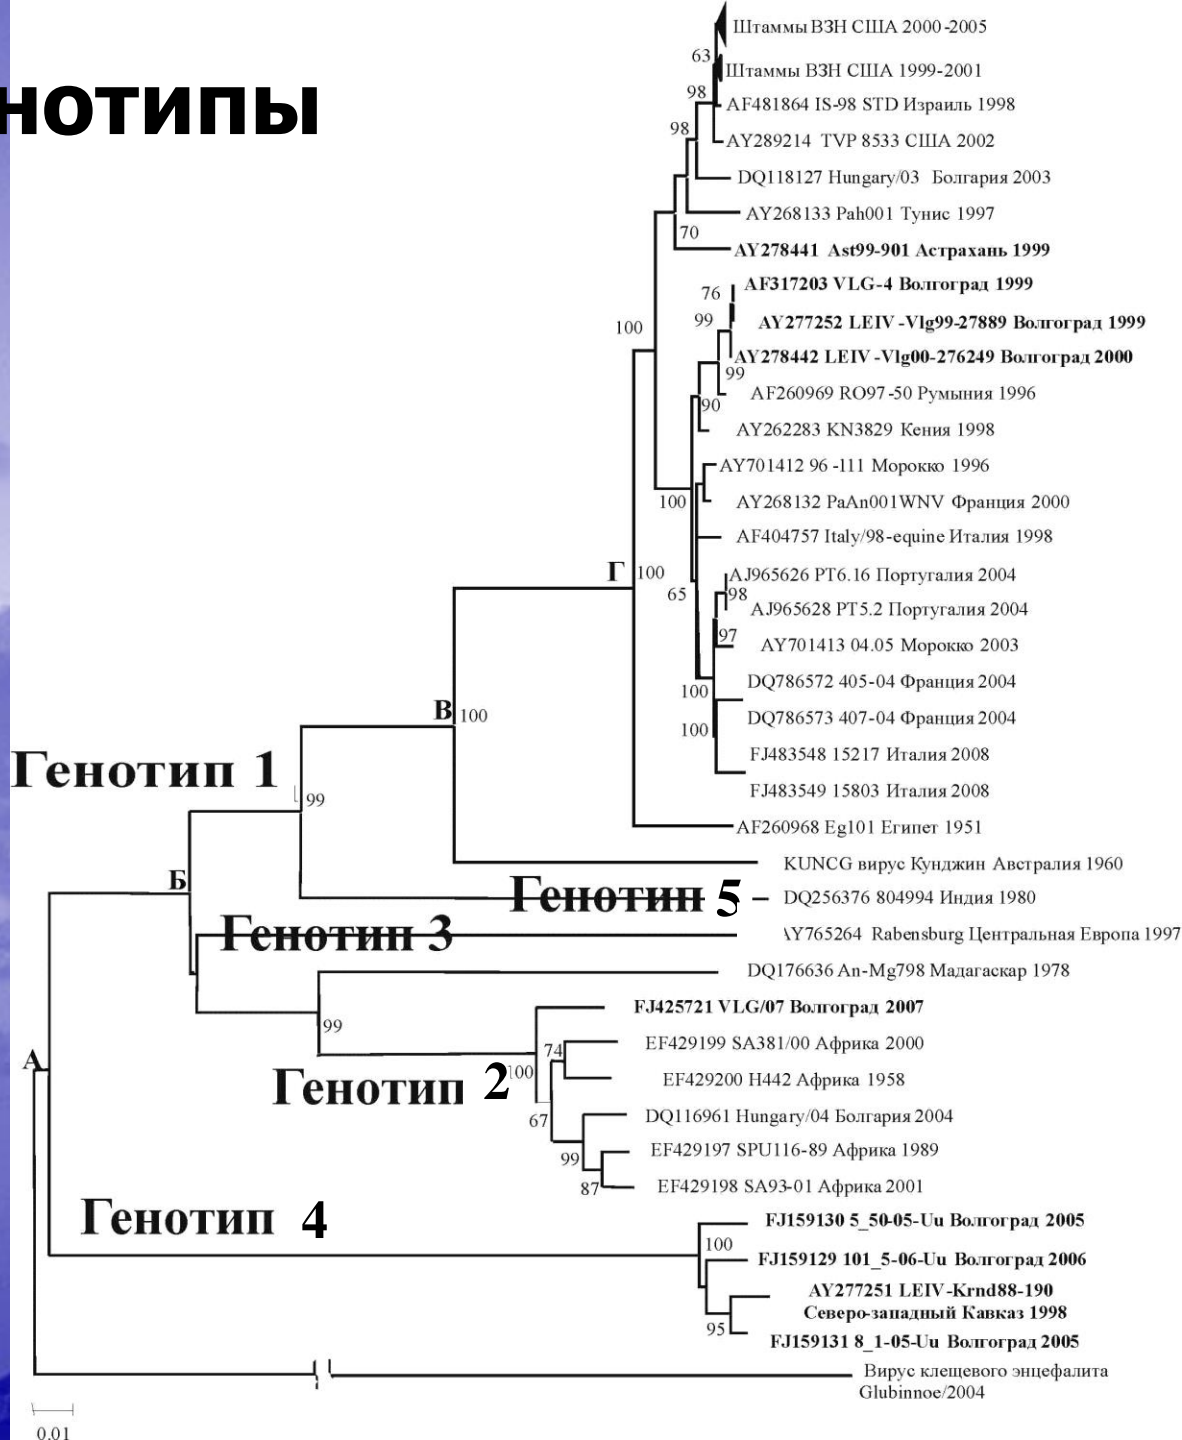 нотипы
Штаммы ВЗН США 2000-2005
63
Штаммы ВЗН США 1999-2001
98
AF481864 IS-98 STD Израиль 1998
98
AY289214 TVP 8533 США 2002
DQ118127 Hungary/03 Болгария 2003
AY268133 Pah001 Тунис 1997
70
AY278441 Ast99-901 Астрахань 1999
AF317203 VLG-4 Волгоград 1999
76
99
AY277252 LEIV-Vlg99-27889 Волгоград 1999
100
AY278442 LEIV-Vlg00-276249 Волгоград 2000
99
AF260969 RO97-50 Румыния 1996
90
AY262283 KN3829 Кения 1998
AY701412 96-111 Морокко 1996
100
AY268132 PaAn001WNV Франция 2000
AF404757 Italy/98-equine Италия 1998
Г 100
AJ965626 PT6.16 Португалия 2004
65
98
AJ965628 PT5.2 Португалия 2004
97
AY701413 04.05 Морокко 2003
DQ786572 405-04 Франция 2004
100
В 100
DQ786573 407-04 Франция 2004
100
FJ483548 15217 Италия 2008
Генотип 1
99
FJ483549 15803 Италия 2008
AF260968 Eg101 Египет 1951
KUNCG вирус Кунджин Австралия 1960
Б
Генотип 5
DQ256376 804994 Индия 1980
Генотип 3
AY765264 Rabensburg Центральная Европа 1997
DQ176636 An-Mg798 Мадагаскар 1978
FJ425721 VLG/07 Волгоград 2007
99
EF429199 SA381/00 Африка 2000
74
А
100
Генотип 2
EF429200 H442 Африка 1958
DQ116961 Hungary/04 Болгария 2004
67
EF429197 SPU116-89 Африка 1989
99
EF429198 SA93-01 Африка 2001
87
Генотип 4
FJ159130 5_50-05-Uu Волгоград 2005
100
FJ159129 101_5-06-Uu Волгоград 2006
AY277251 LEIV-Krnd88-190
Северо-западный Кавказ 1998
95
FJ159131 8_1-05-Uu Волгоград 2005
Вирус клещевого энцефалита
Glubinnoe/2004
0.01